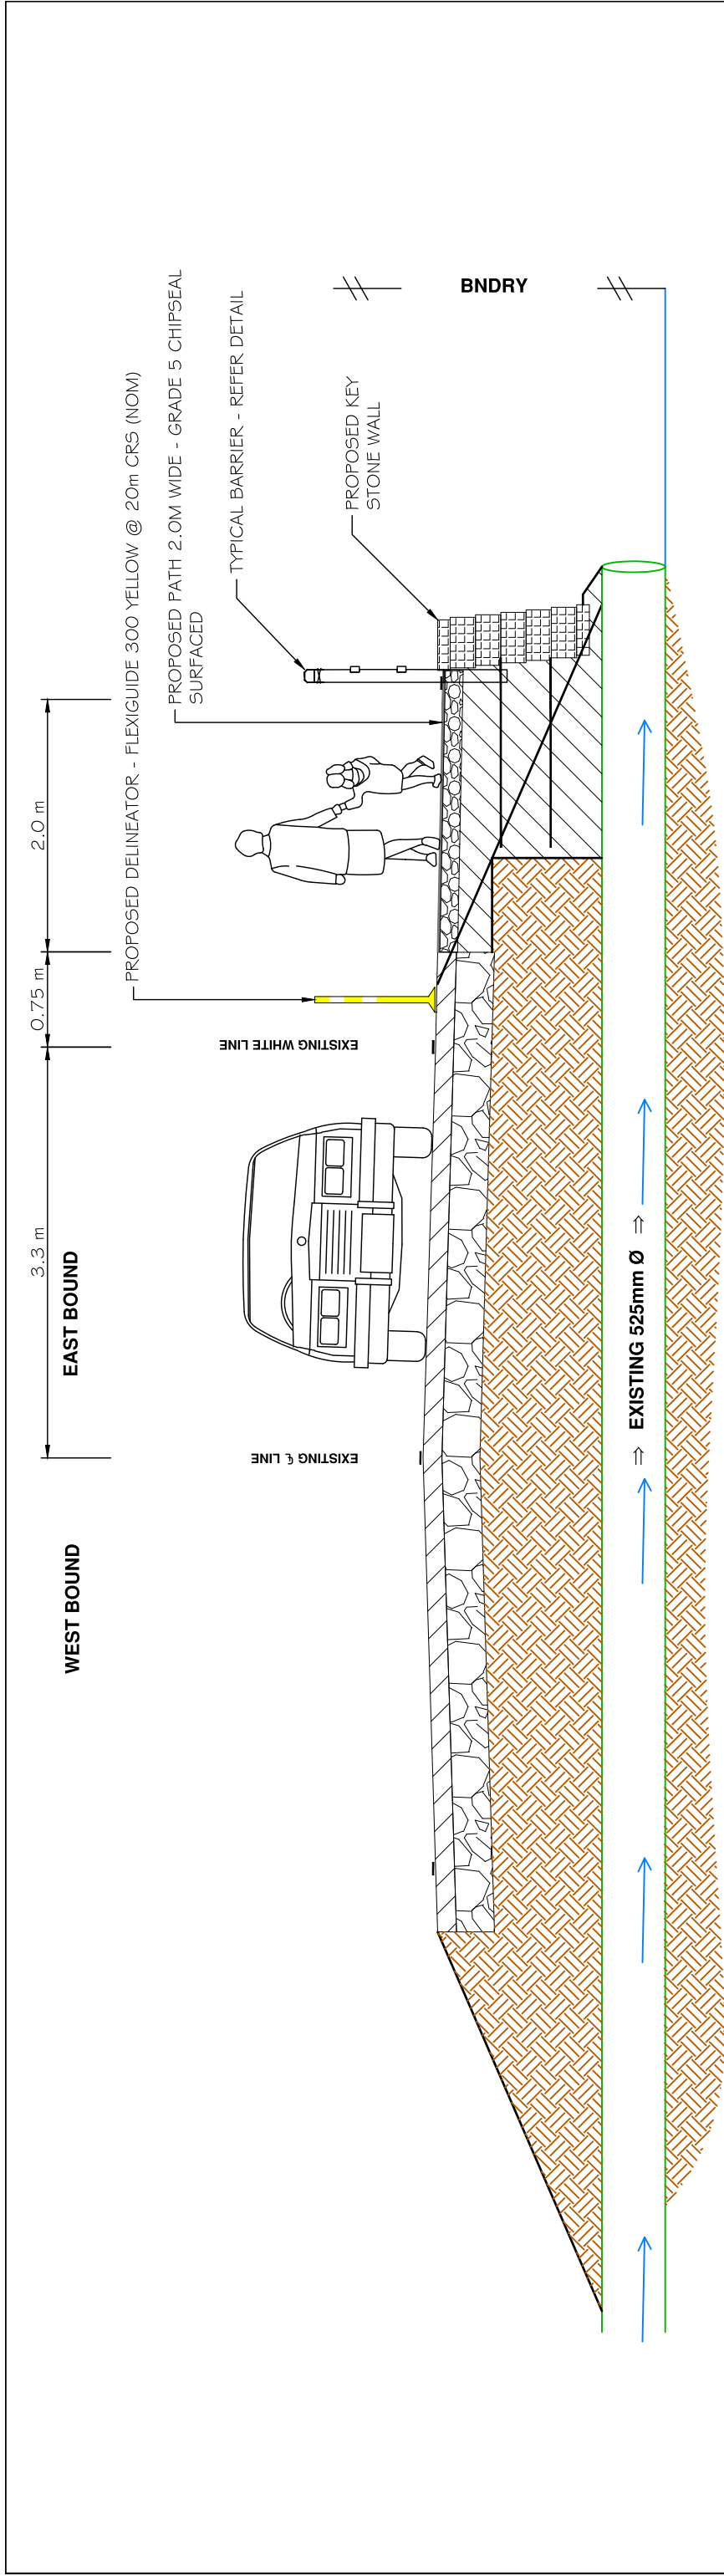 WEST BOUND
EAST BOUND
3.3 m
0.75 m
2.0 m
PROPOSED DELINEATOR - FLEXIGUIDE 300 YELLOW @ 20m CRS (NOM)
PROPOSED PATH 2.0M WIDE - GRADE 5 CHIPSEAL
SURFACED
TYPICAL BARRIER - REFER DETAIL
PROPOSED KEY
STONE WALL
BNDRY
EXISTING ℄ LINE
EXISTING WHITE LINE
⇒ EXISTING 525mm Ø ⇒